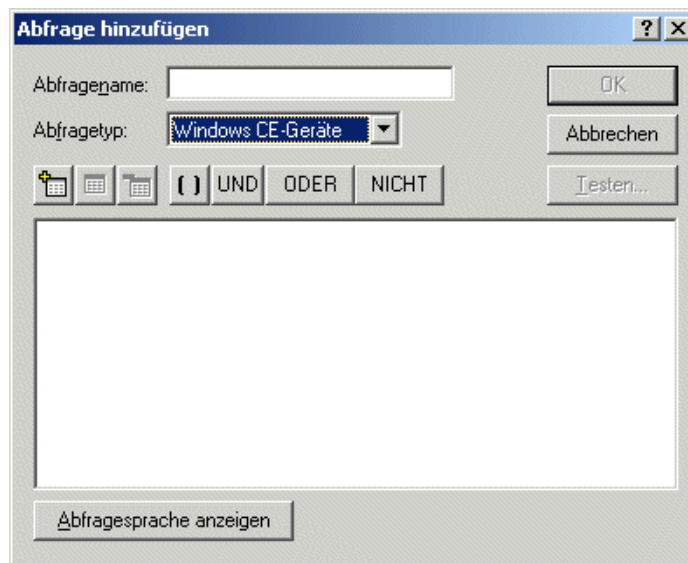 Abfrage hinzufügen
Abfragename:
OK
Abfragetyp: Windows CE-Geräte
Abbrechen
( ) UND ODER NICHT
Testen...
Abfragesprache anzeigen